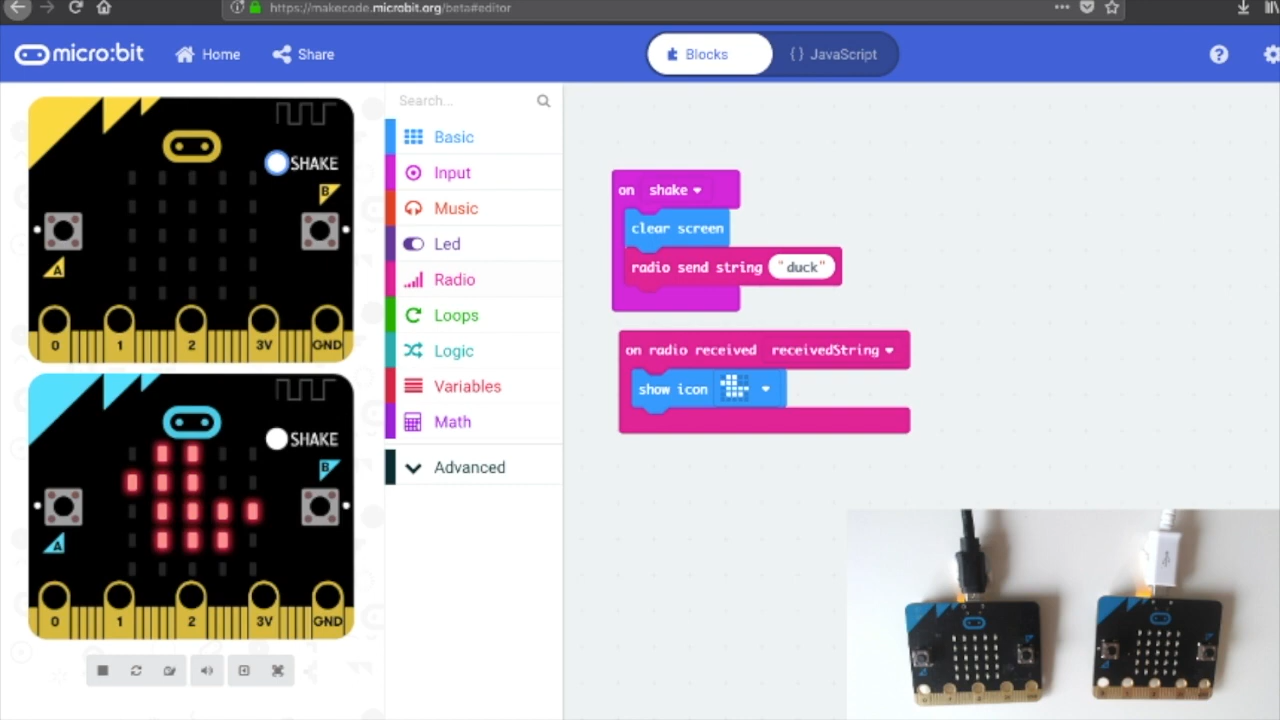 https://makecode.microbit.org/beta#editor
micro:bit
Home
Share
Blocks
{} JavaScript
?
SHAKE
B
A
0
1
2
3V
GND
SHAKE
B
A
0
1
2
3V
GND
Search...
Basic
Input
Music
Led
Radio
Loops
Logic
Variables
Math
Advanced
on shake
clear screen
radio send string "duck"
on radio received receivedString
show icon